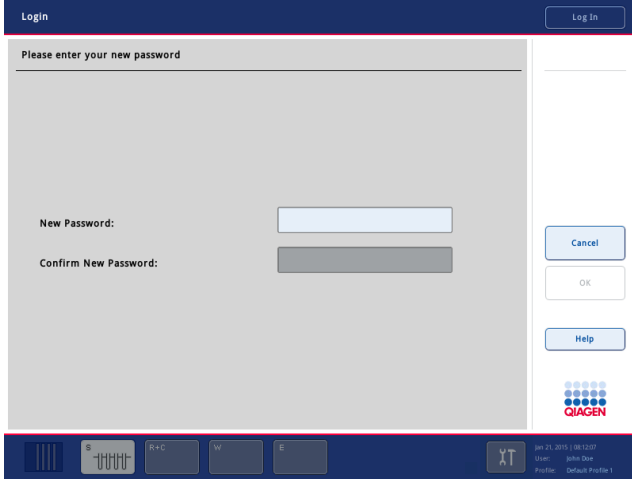 Login
Log In
Please enter your new password
New Password:
Confirm New Password:
Cancel
OK
Help
QIAGEN
S
R+C
W
E
Jan 21, 2015 | 08:12:07
User: John Doe
Profile: Default Profile 1